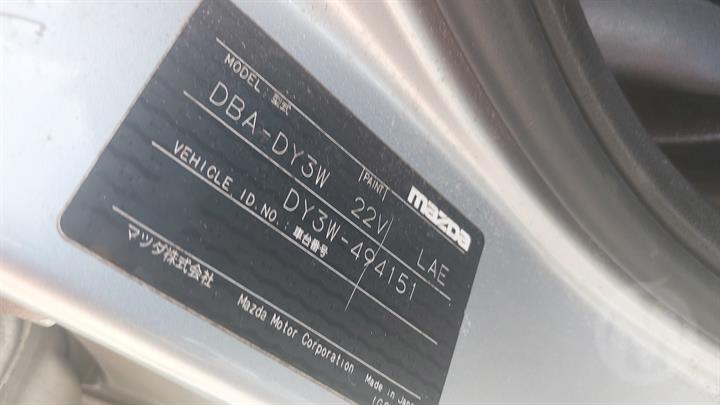 mazda
MODEL: 型式 [PAINT]
DBA-DY3W 22V LAE
VEHICLE. ID. NO.: 車台番号
DY3W-494151
マツダ株式会社
Mazda Motor Corporation Made in Japan